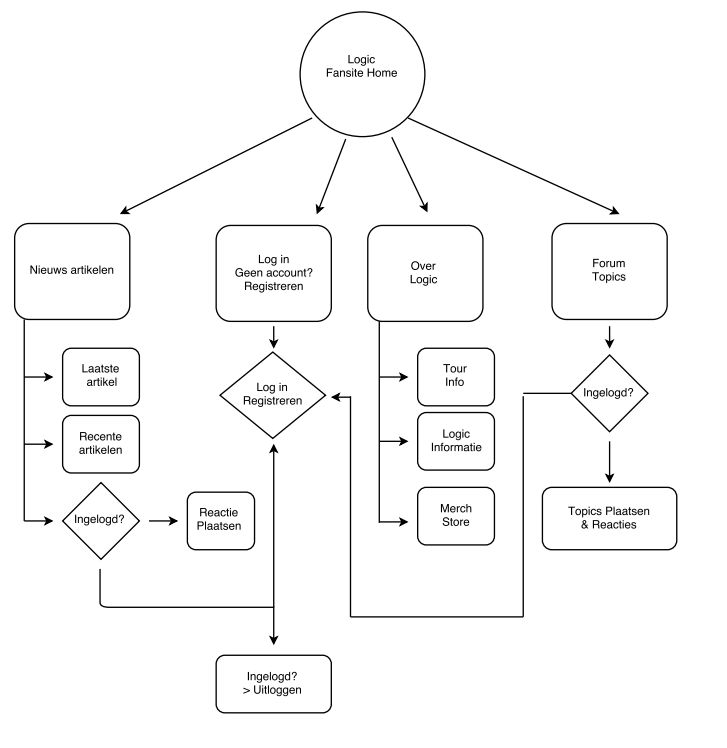 Logic
Fansite Home
Nieuws artikelen
Log in
Geen account?
Registreren
Over
Logic
Forum
Topics
Laatste
artikel
Recente
artikelen
Ingelogd?
Reactie
Plaatsen
Log in
Registreren
Tour
Info
Logic
Informatie
Merch
Store
Ingelogd?
Topics Plaatsen
& Reacties
Ingelogd?
> Uitloggen